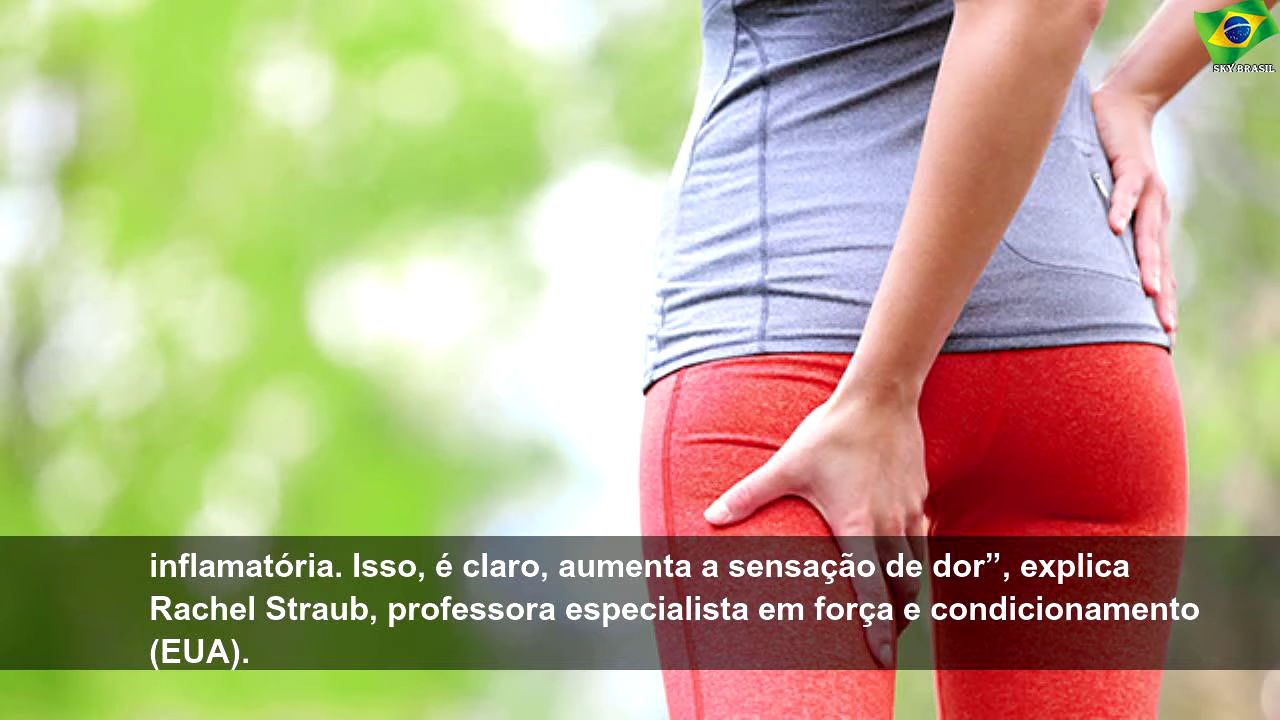 SKY BRASIL
inflamatória. Isso, é claro, aumenta a sensação de dor”, explica
Rachel Straub, professora especialista em força e condicionamento
(EUA).